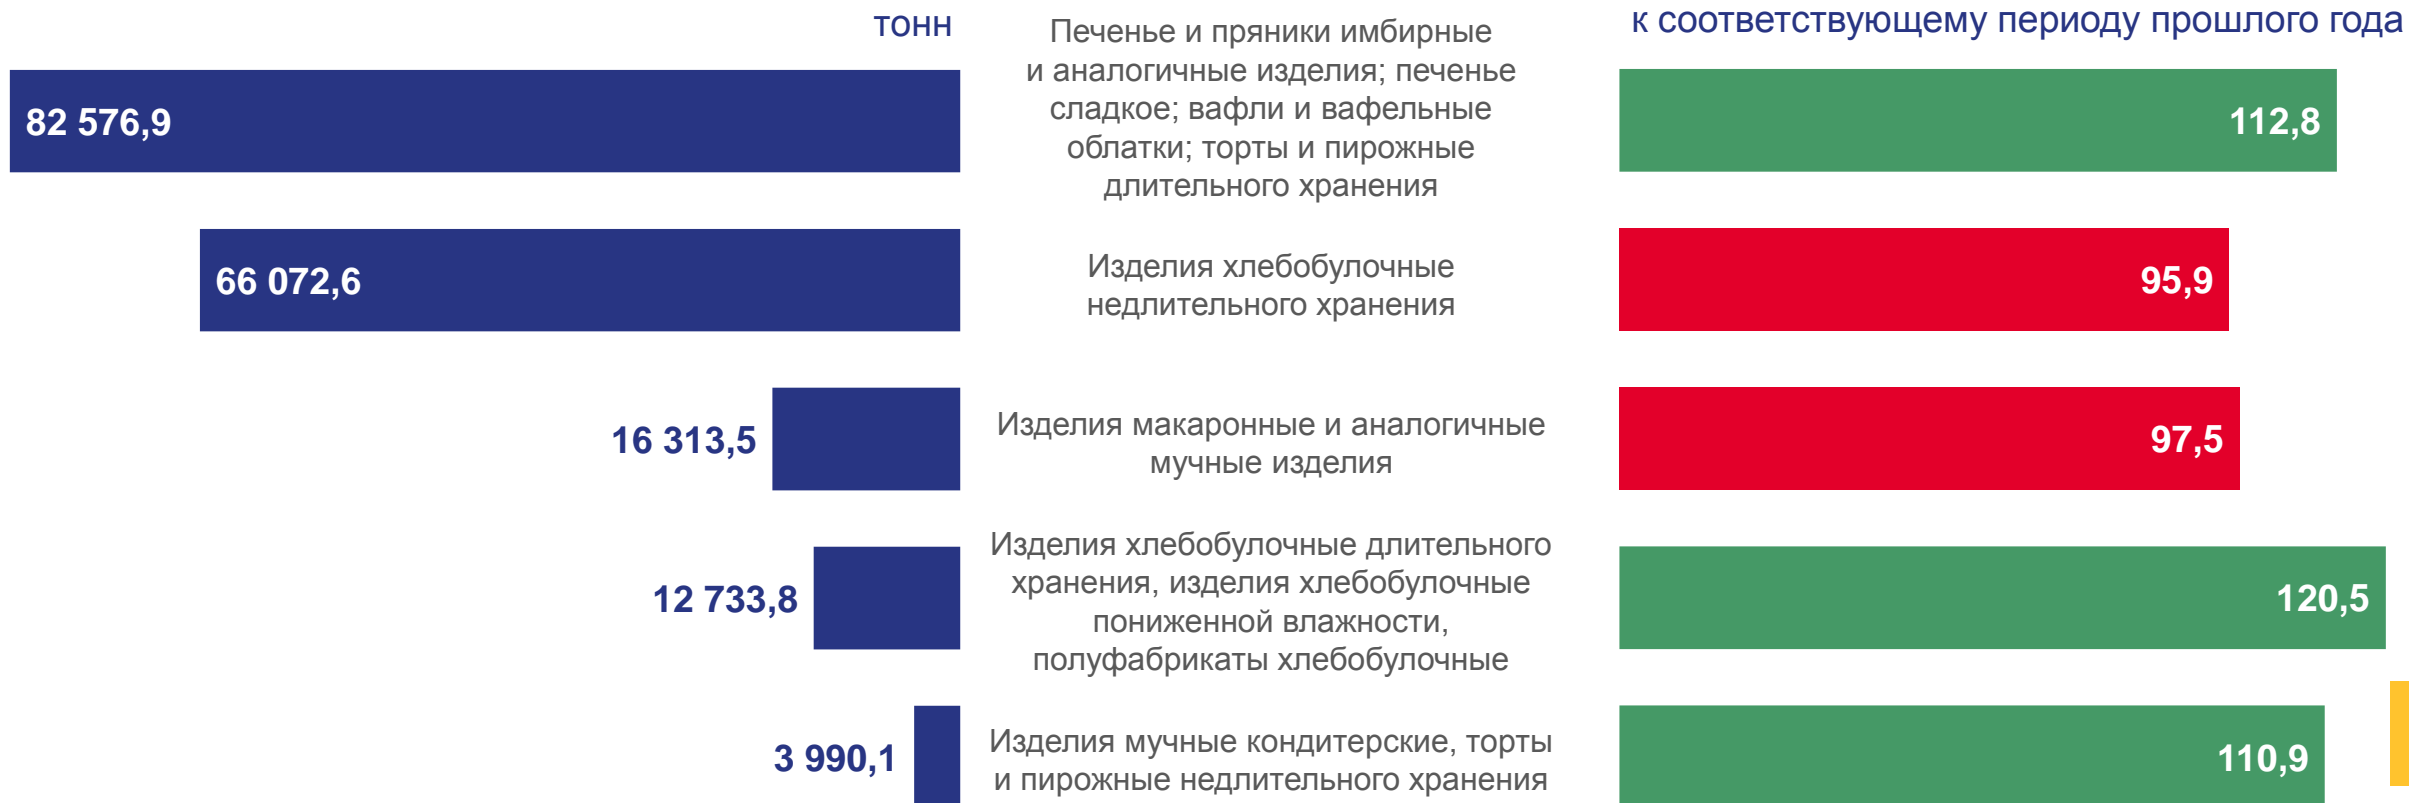 тонн
к соответствующему периоду прошлого года
82 576,9
Печенье и пряники имбирные
и аналогичные изделия; печенье
сладкое; вафли и вафельные
облатки; торты и пирожные
длительного хранения
112,8
66 072,6
Изделия хлебобулочные
недлительного хранения
95,9
16 313,5
Изделия макаронные и аналогичные
мучные изделия
97,5
12 733,8
Изделия хлебобулочные длительного
хранения, изделия хлебобулочные
пониженной влажности,
полуфабрикаты хлебобулочные
120,5
3 990,1
Изделия мучные кондитерские, торты
и пирожные недлительного хранения
110,9